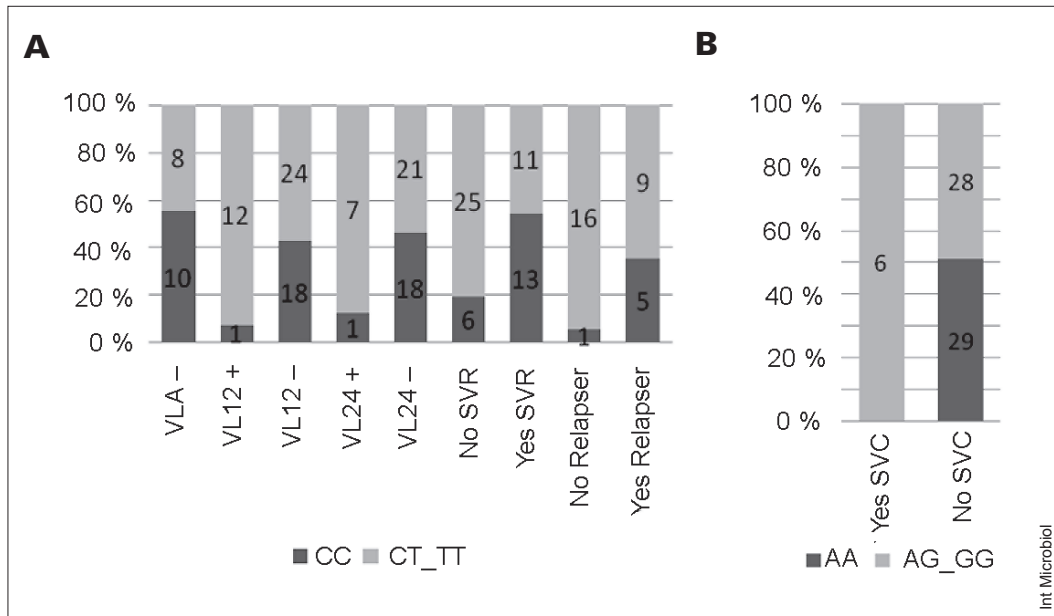 A
100 %
80 %
60 %
40 %
20 %
0 %
8
10
12
1
24
18
7
1
21
18
25
6
11
13
16
1
9
5
VLA –
VL12 +
VL12 –
VL24 +
VL24 –
No SVR
Yes SVR
No Relapser
Yes Relapser
CC CT_TT
B
100 %
80 %
60 %
40 %
20 %
0 %
6
28
29
Yes SVC
No SVC
AA AG_GG
Int Microbiol